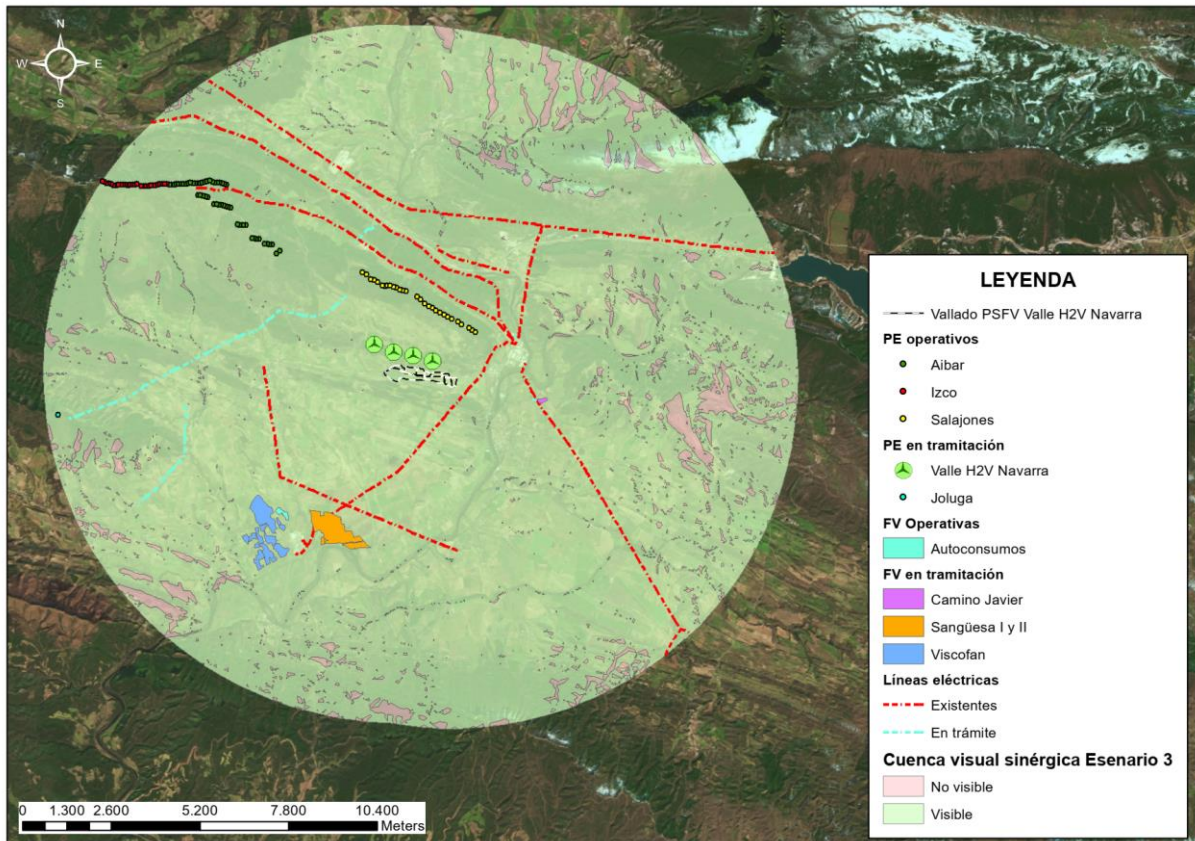 N
W E
S
LEYENDA
Vallado PSFV Valle H2V Navarra
PE operativos
Aibar
Izco
Salajones
PE en tramitación
Valle H2V Navarra
Joluga
FV Operativas
Autoconsumos
FV en tramitación
Camino Javier
Sangüesa I y II
Viscofan
Líneas eléctricas
Existentes
En trámite
Cuenca visual sinérgica Esenario 3
No visible
Visible
0 1.300 2.600 5.200 7.800 10.400
Meters